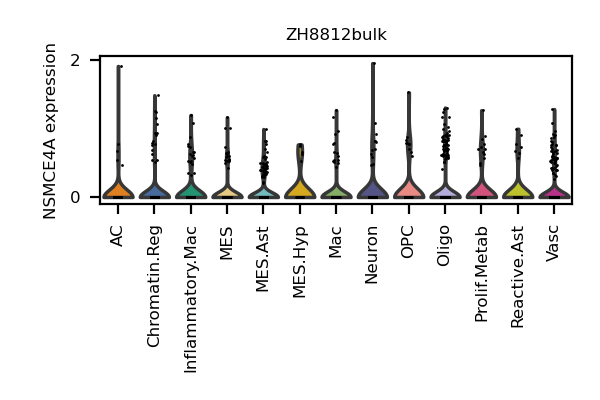 ZH8812bulk
NSMCE4A expression
2
0
AC
Chromatin.Reg
Inflammatory.Mac
MES
MES.Ast
MES.Hyp
Mac
Neuron
OPC
Oligo
Prolif.Metab
Reactive.Ast
Vasc